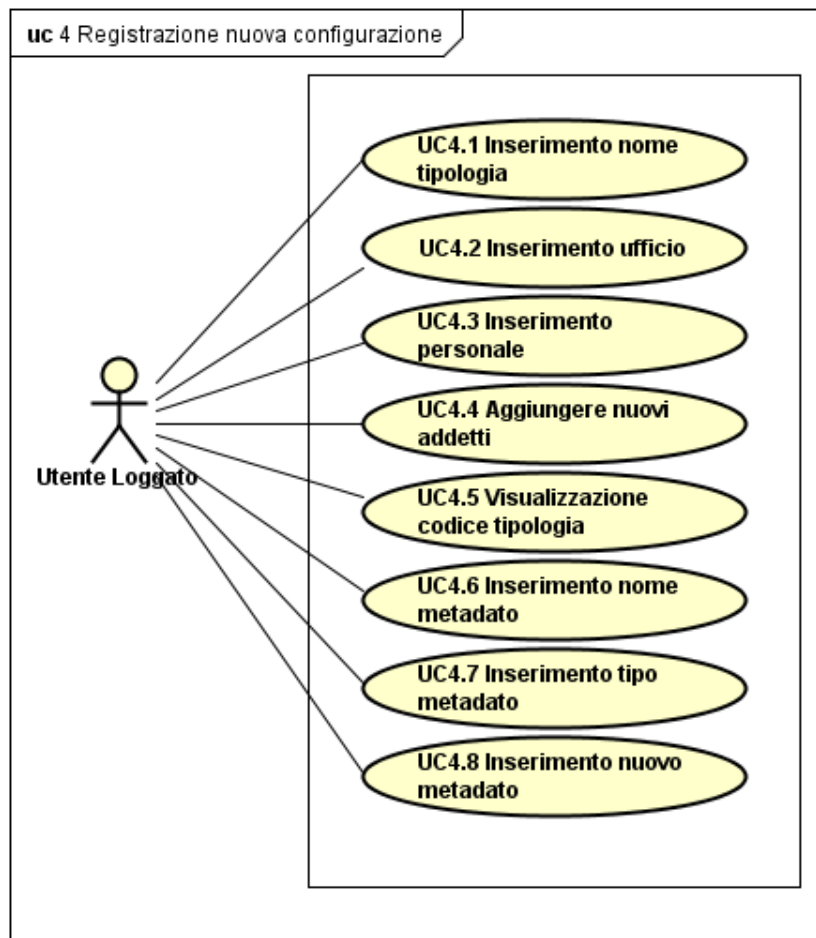 uc 4 Registrazione nuova configurazione
UC4.1 Inserimento nome
tipologia
UC4.2 Inserimento ufficio
UC4.3 Inserimento
personale
UC4.4 Aggiungere nuovi
addetti
Utente Loggato
UC4.5 Visualizzazione
codice tipologia
UC4.6 Inserimento nome
metadato
UC4.7 Inserimento tipo
metadato
UC4.8 Inserimento nuovo
metadato